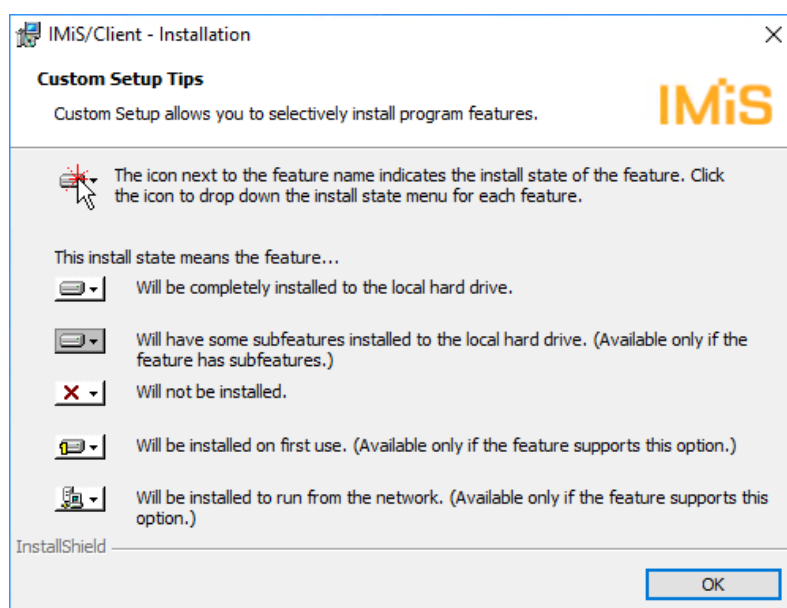 IMiS/Client - Installation
Custom Setup Tips
Custom Setup allows you to selectively install program features.
IMiS
The icon next to the feature name indicates the install state of the feature. Click
the icon to drop down the install state menu for each feature.
This install state means the feature...
Will be completely installed to the local hard drive.
Will have some subfeatures installed to the local hard drive. (Available only if the
feature has subfeatures.)
Will not be installed.
Will be installed on first use. (Available only if the feature supports this option.)
Will be installed to run from the network. (Available only if the feature supports this
option.)
InstallShield
OK